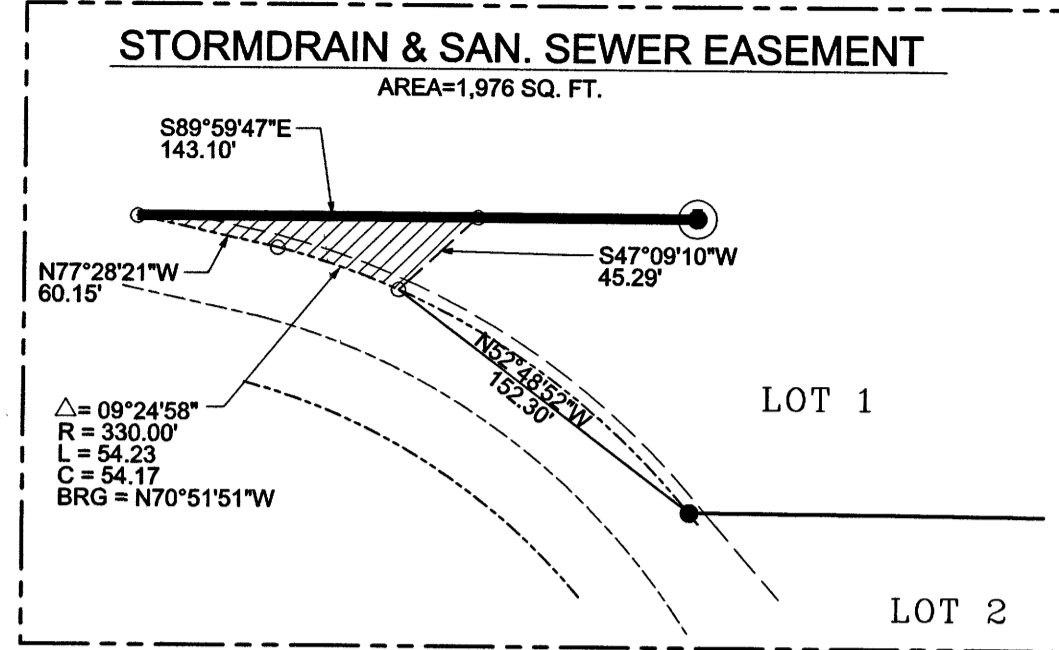 STORMDRAIN & SAN. SEWER EASEMENT
AREA=1,976 SQ. FT.
S89°59'47"E
143.10'
S47°09'10"W
45.29'
N77°28'21"W
60.15'
N52°48'52"W
152.30'
LOT 1
△= 09°24'58"
R = 330.00'
L = 54.23
C = 54.17
BRG = N70°51'51"W
LOT 2